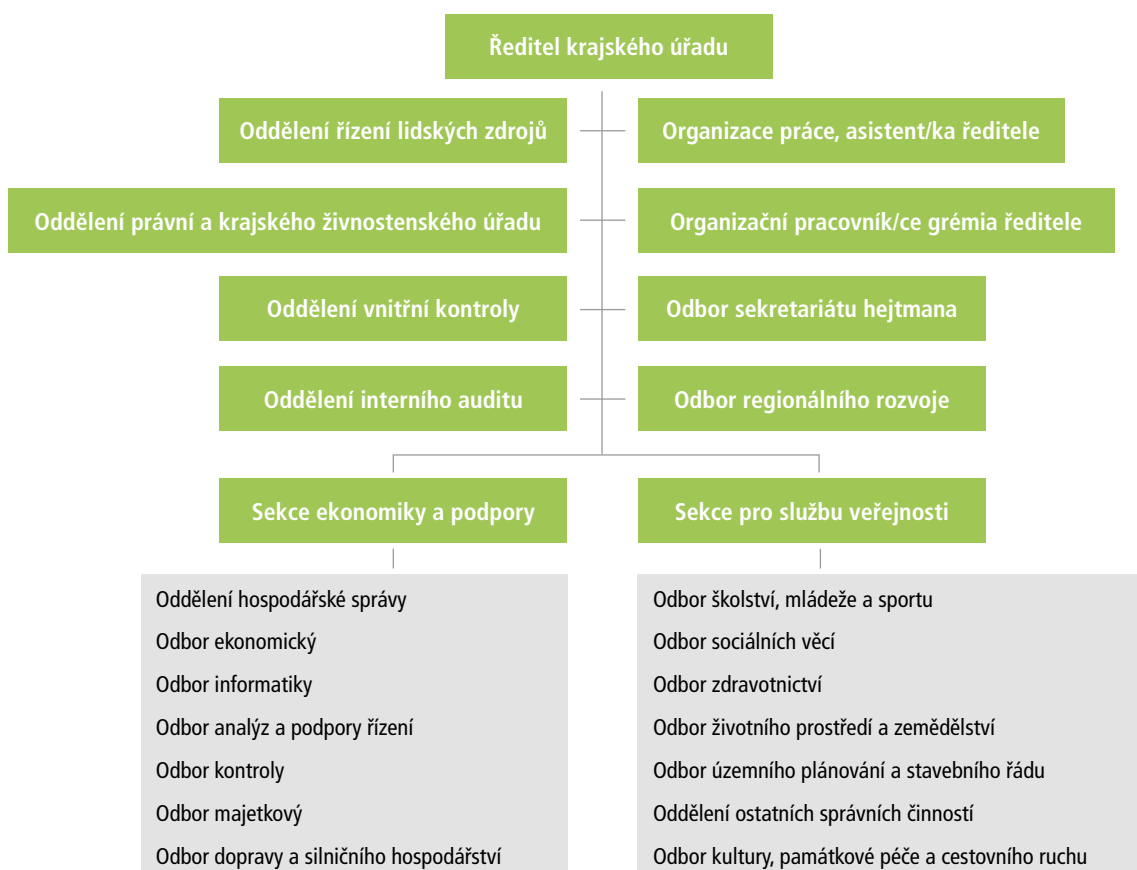 Ředitel krajského úřadu
Oddělení řízení lidských zdrojů
Organizace práce, asistent/ka ředitele
Oddělení právní a krajského živnostenského úřadu
Organizační pracovník/ce grémia ředitele
Oddělení vnitřní kontroly
Odbor sekretariátu hejtmana
Oddělení interního auditu
Odbor regionálního rozvoje
Sekce ekonomiky a podpory
Sekce pro službu veřejnosti
Oddělení hospodářské správy
Odbor ekonomický
Odbor informatiky
Odbor analýz a podpory řízení
Odbor kontroly
Odbor majetkový
Odbor dopravy a silničního hospodářství
Odbor školství, mládeže a sportu
Odbor sociálních věcí
Odbor zdravotnictví
Odbor životního prostředí a zemědělství
Odbor územního plánování a stavebního řádu
Oddělení ostatních správních činností
Odbor kultury, památkové péče a cestovního ruchu